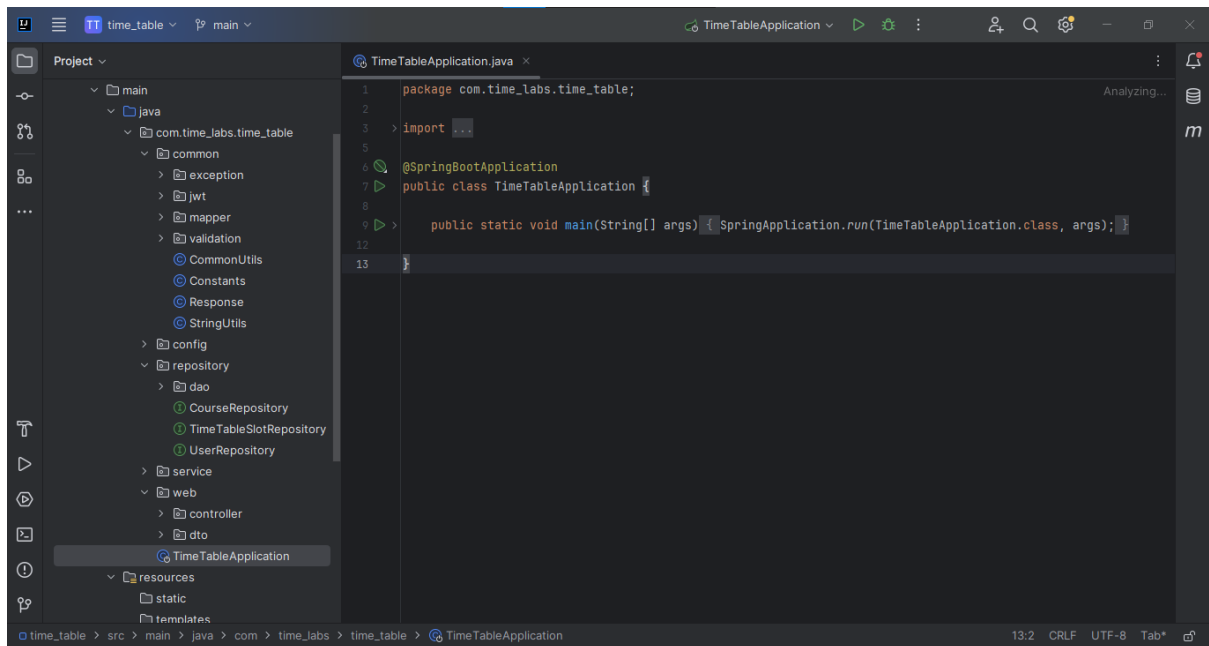 TT time_table main TimeTableApplication
Project
TimeTableApplication.java
main
java
com.time_labs.time_table
common
exception
jwt
mapper
validation
CommonUtils
Constants
Response
StringUtils
config
repository
dao
CourseRepository
TimeTableSlotRepository
UserRepository
service
web
controller
dto
TimeTableApplication
resources
static
templates
1 package com.time_labs.time_table;
Analyzing...
2
3 import ...
5
6 @SpringBootApplication
7 public class TimeTableApplication {
8
9 public static void main(String[] args) { SpringApplication.run(TimeTableApplication.class, args); }
12
13 }
m
time_table > src > main > java > com > time_labs > time_table > TimeTableApplication
13:2 CRLF UTF-8 Tab*